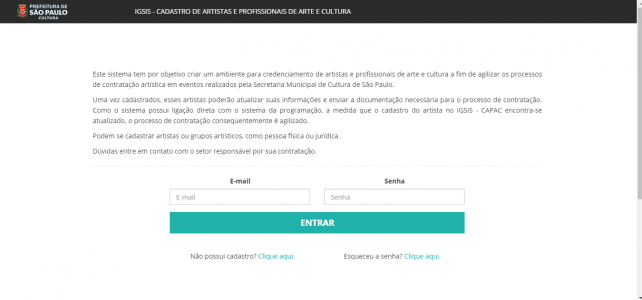 PREFEITURA DE
SÃO PAULO
CULTURA
IGSIS - CADASTRO DE ARTISTAS E PROFISSIONAIS DE ARTE E CULTURA
Este sistema tem por objetivo criar um ambiente para credenciamento de artistas e profissionais de arte e cultura a fim de agilizar os processos
de contratação artística em eventos realizados pela Secretaria Municipal de Cultura de São Paulo.
Uma vez cadastrados, esses artistas poderão atualizar suas informações e enviar a documentação necessária para o processo de contratação.
Como o sistema possui ligação direta com o sistema da programação, a medida que o cadastro do artista no IGSIS - CAPAC encontra-se
atualizado, o processo de contratação consequentemente é agilizado.
Podem se cadastrar artistas ou grupos artísticos, como pessoa física ou jurídica.
Dúvidas entre em contato com o setor responsável por sua contratação.
E-mail Senha
E-mail Senha
ENTRAR
Não possui cadastro? Clique aqui. Esqueceu a senha? Clique aqui.